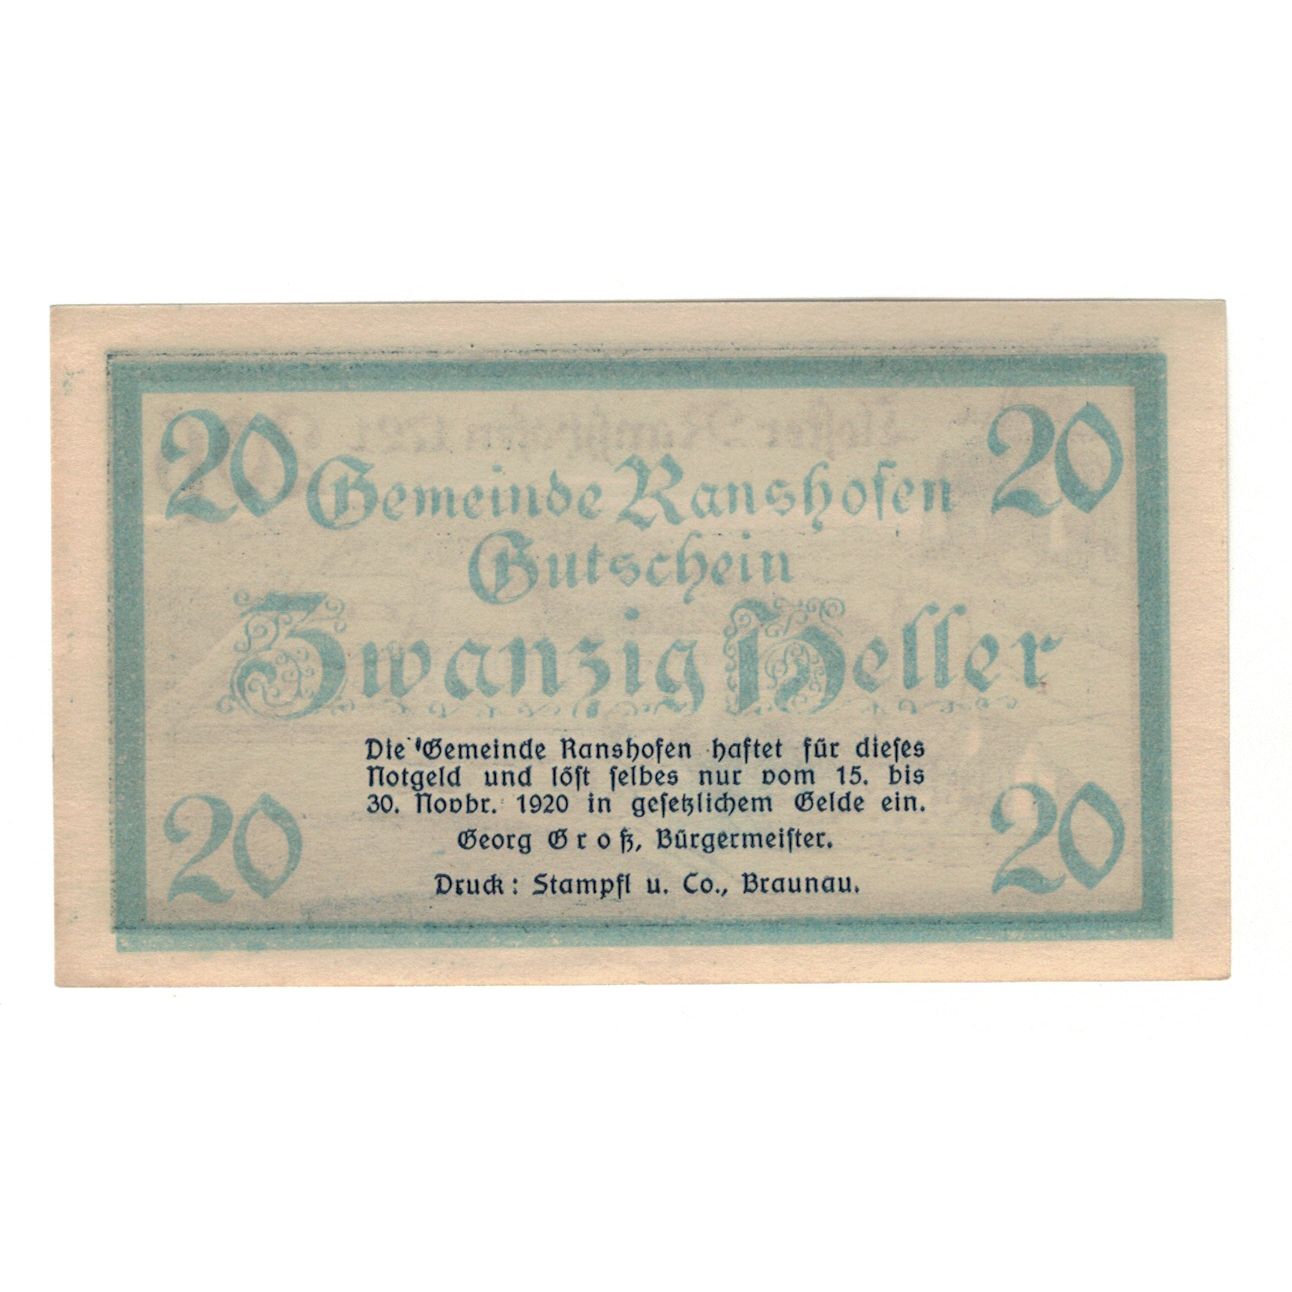 20 20
Gemeinde Ranshofen
Gutschein
Zwanzig Heller
Die Gemeinde Ranshofen haftet für dieſes
Notgeld und löſt ſelbes nur vom 15. bis
30. Novbr. 1920 in geſetzlichem Gelde ein.
Georg Groß, Bürgermeiſter.
20 20
Druck: Stampfl u. Co., Braunau.